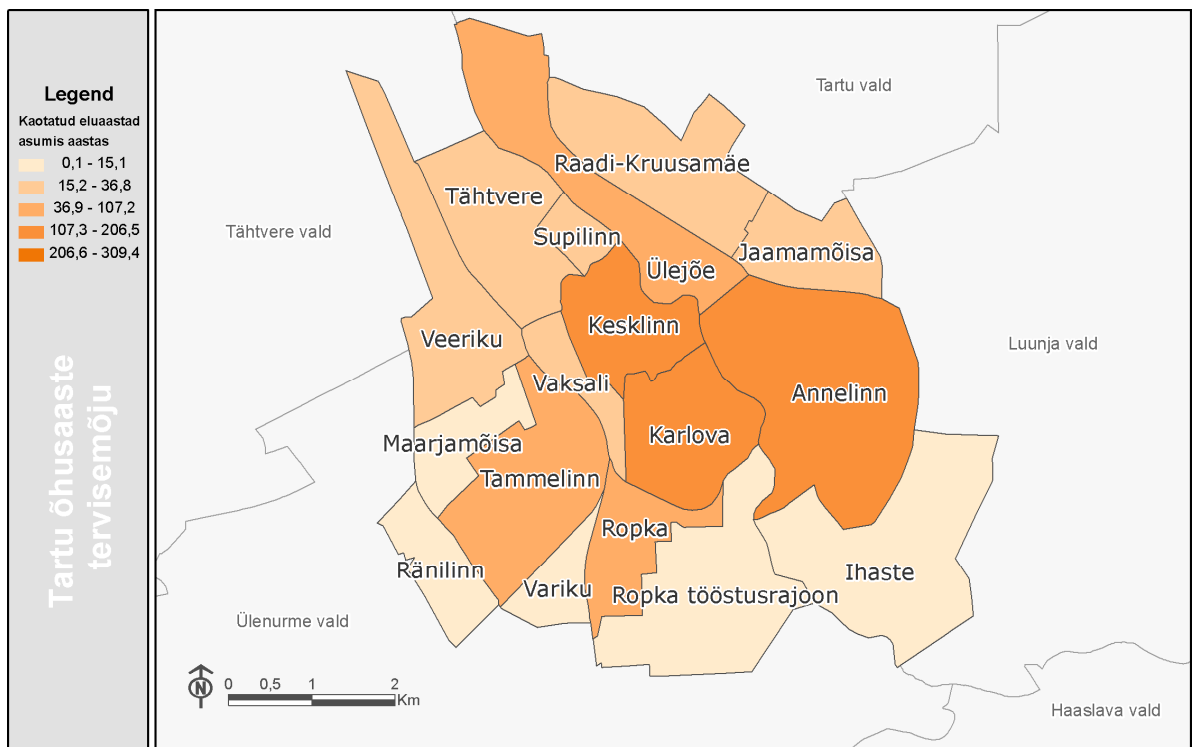 Legend
Kaotatud eluaastad
asumis aastas
0,1 - 15,1
15,2 - 36,8
36,9 - 107,2
107,3 - 206,5
206,6 - 309,4
Tartu õhusaaste
tervisemõju
Tartu vald
Raadi-Kruusamäe
Tähtvere
Tähtvere vald
Supilinn
Jaamamõisa
Ülejõe
Kesklinn
Veeriku
Luunja vald
Vaksali
Annelinn
Karlova
Maarjamõisa
Tammelinn
Ropka
Ränilinn
Ihaste
Variku
Ropka tööstusrajoon
Ülenurme vald
N
0 0,5 1 2
Km
Haaslava vald